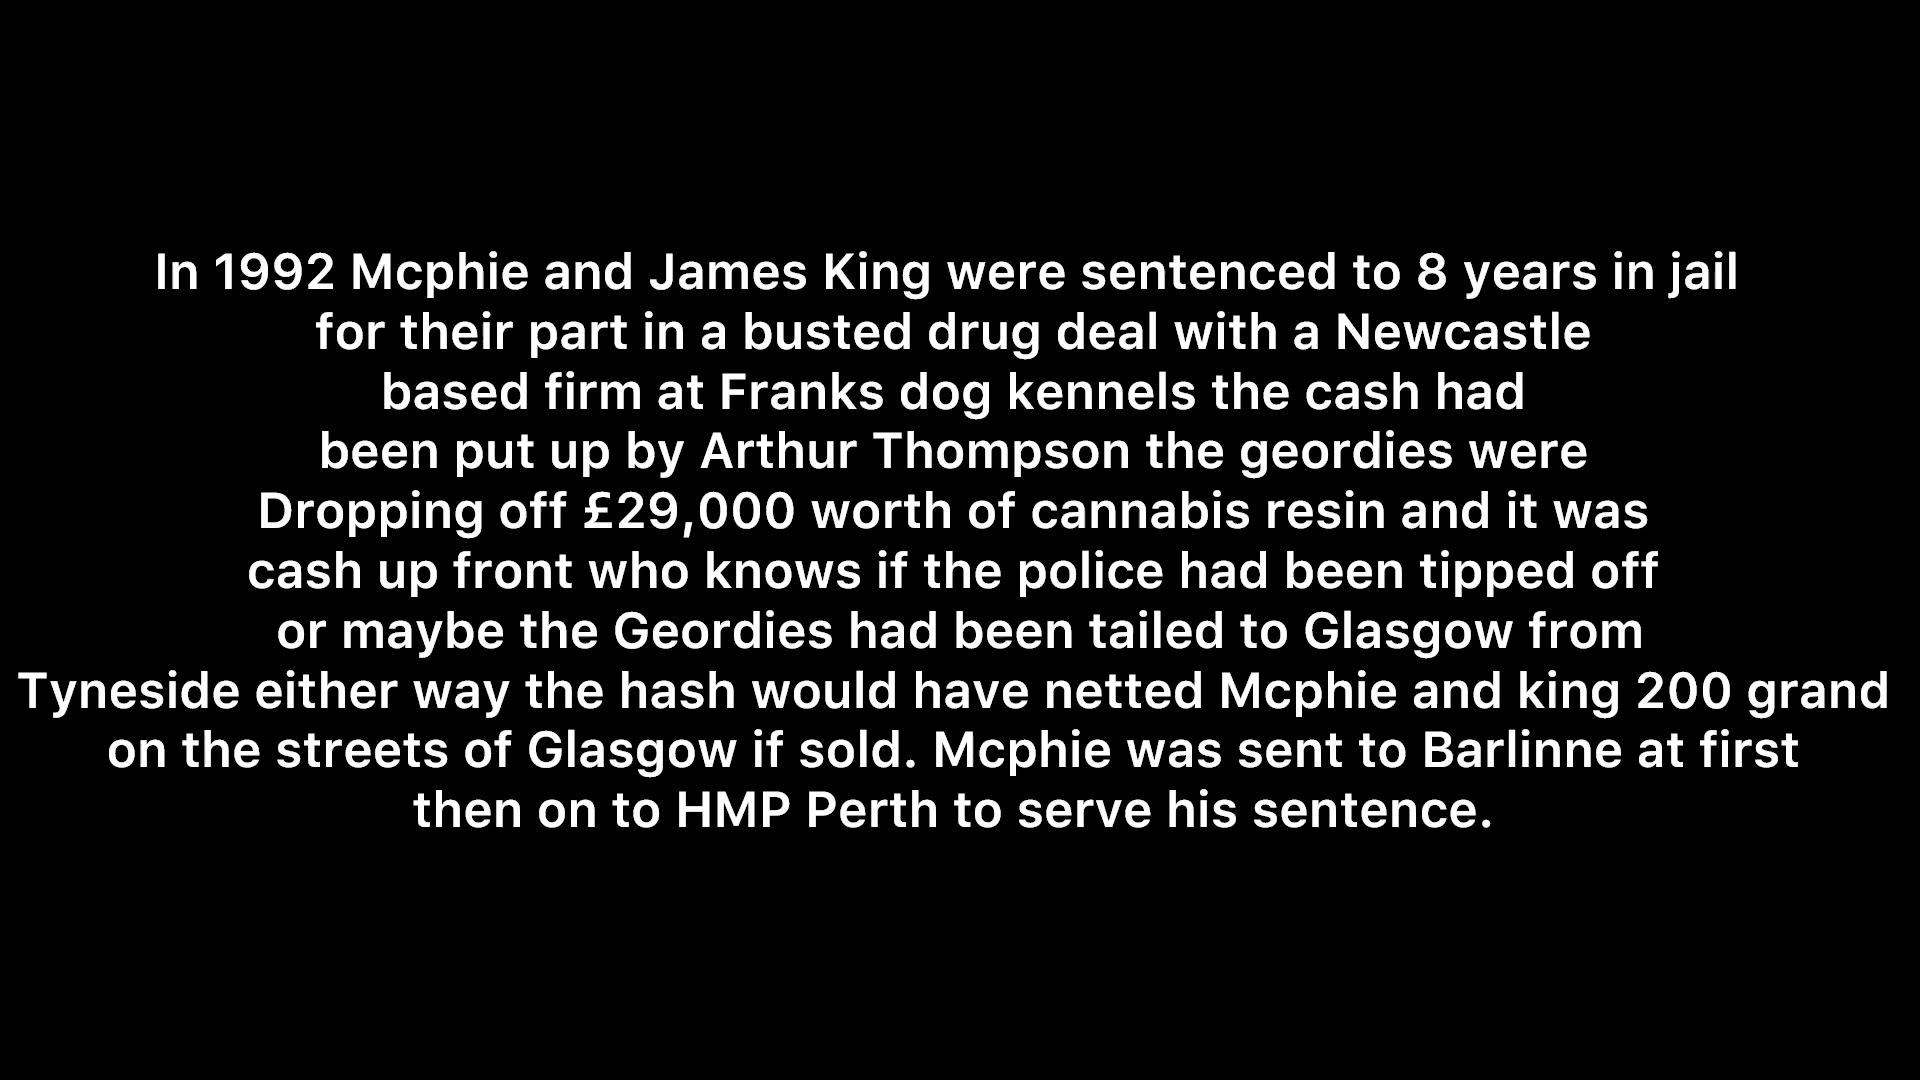 In 1992 Mcphie and James King were sentenced to 8 years in jail
for their part in a busted drug deal with a Newcastle
based firm at Franks dog kennels the cash had
been put up by Arthur Thompson the geordies were
Dropping off £29,000 worth of cannabis resin and it was
cash up front who knows if the police had been tipped off
or maybe the Geordies had been tailed to Glasgow from
Tyneside either way the hash would have netted Mcphie and king 200 grand
on the streets of Glasgow if sold. Mcphie was sent to Barlinne at first
then on to HMP Perth to serve his sentence.